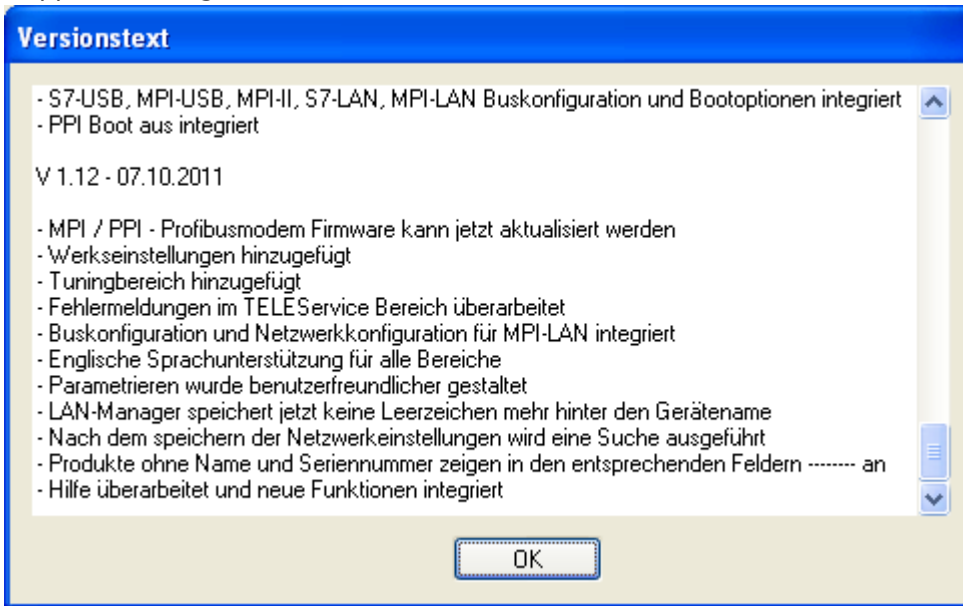 Versionstext
- S7-USB, MPI-USB, MPI-II, S7-LAN, MPI-LAN Buskonfiguration und Bootoptionen integriert
- PPI Boot aus integriert
V 1.12 - 07.10.2011
- MPI / PPI - Profibusmodem Firmware kann jetzt aktualisiert werden
- Werkseinstellungen hinzugefügt
- Tuningbereich hinzugefügt
- Fehlermeldungen im TELEService Bereich überarbeitet
- Buskonfiguration und Netzwerkkonfiguration für MPI-LAN integriert
- Englische Sprachunterstützung für alle Bereiche
- Parametrieren wurde benutzerfreundlicher gestaltet
- LAN-Manager speichert jetzt keine Leerzeichen mehr hinter den Gerätename
- Nach dem speichern der Netzwerkeinstellungen wird eine Suche ausgeführt
- Produkte ohne Name und Seriennummer zeigen in den entsprechenden Feldern -------- an
- Hilfe überarbeitet und neue Funktionen integriert
OK